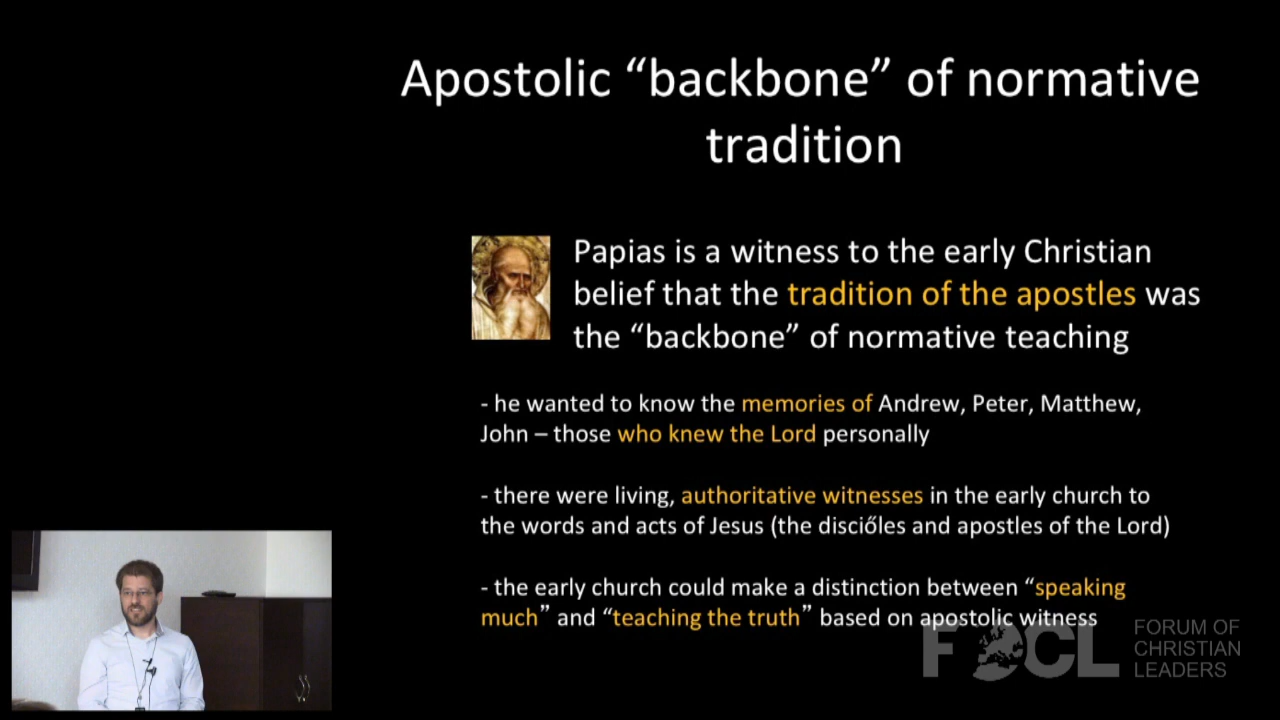 Apostolic “backbone” of normative
tradition
Papias is a witness to the early Christian
belief that the tradition of the apostles was
the “backbone” of normative teaching
- he wanted to know the memories of Andrew, Peter, Matthew,
John – those who knew the Lord personally
- there were living, authoritative witnesses in the early church to
the words and acts of Jesus (the disciőles and apostles of the Lord)
- the early church could make a distinction between “speaking
much” and “teaching the truth” based on apostolic witness
FOCL
FORUM OF
CHRISTIAN
LEADERS